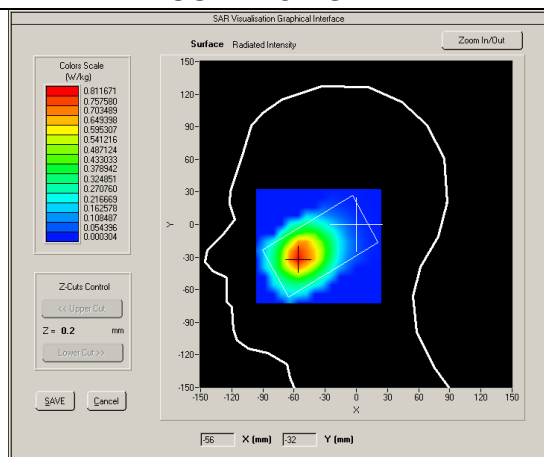 SAR Visualisation Graphical Interface
Surface Radiated Intensity
Zoom In/Out
Colors Scale
(W/kg)
0.811671
0.757580
0.703489
0.649398
0.595307
0.541216
0.487124
0.433033
0.378942
0.324851
0.270760
0.216669
0.162578
0.108487
0.054396
0.000304
Z-Cuts Control
<< Upper Cut
Z = 0.2 mm
Lower Cut >>
SAVE
Cancel
150
120
90
60
30
0
-30
-60
-90
-120
-150
Y
-150 -120 -90 -60 -30 0 30 60 90 120 150
X
-56 X (mm) -32 Y (mm)